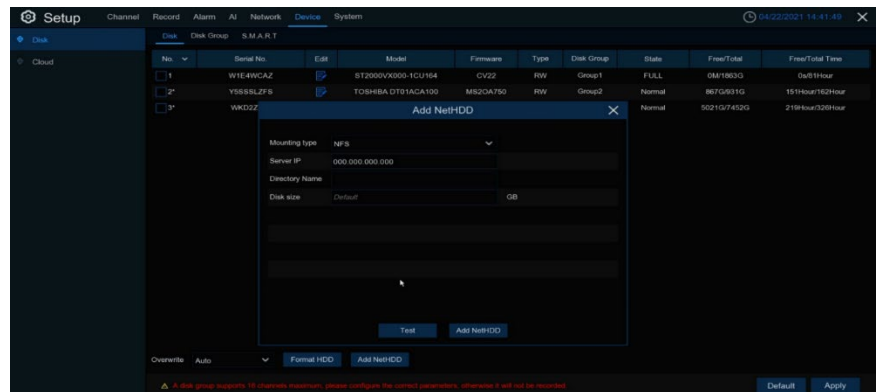 Setup Channel Record Alarm AI Network Device System 04/22/2021 14:41:49
Disk Disk Disk Group S.M.A.R.T
Cloud
No. Serial No. Edit Model Firmware Type Disk Group State Free/Total Free/Total Time
1 W1E4WCAZ ST2000VX000-1CU164 CV22 RW Group1 FULL 0M/1863G 0s/81Hour
2* Y5SSSLZFS TOSHIBA DT01ACA100 MS2OA750 RW Group2 Normal 867G/931G 151Hour/162Hour
3* WKD2Z Normal 5021G/7452G 219Hour/326Hour
Add NetHDD
Mounting type NFS
Server IP 000.000.000.000
Directory Name
Disk size Default GB
Test Add NetHDD
Overwrite Auto Format HDD Add NetHDD
A disk group supports 16 channels maximum, please configure the correct parameters, otherwise it will not be recorded
Default Apply